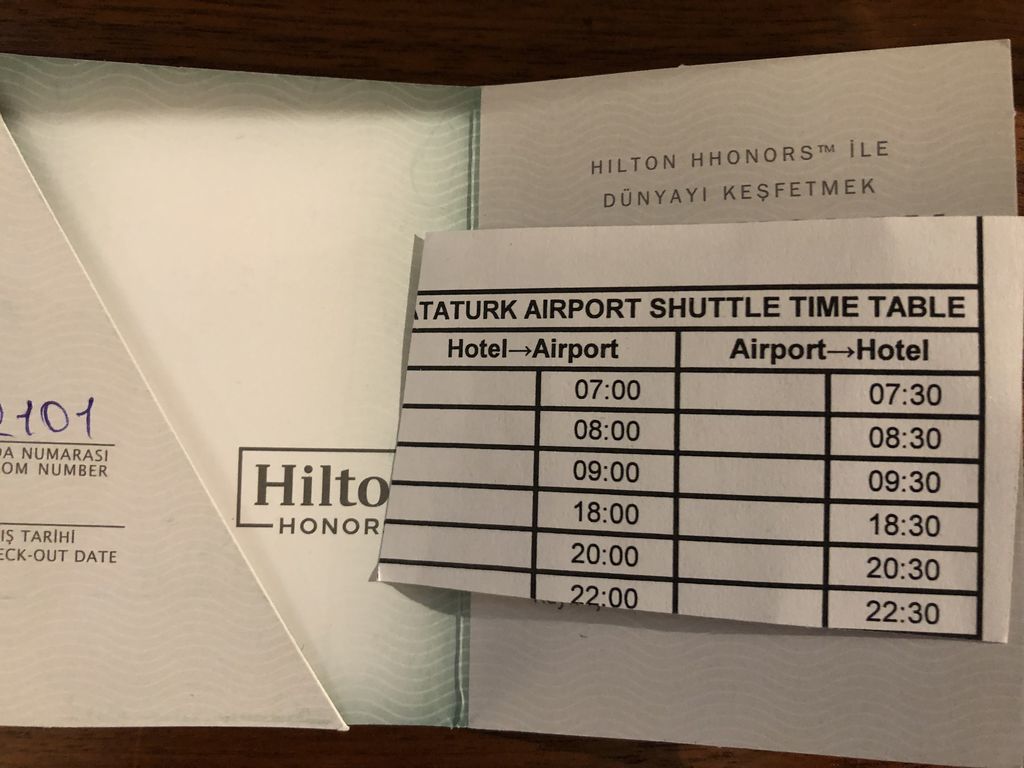 HILTON HHONORS™ İLE
DÜNYAYI KEŞFETMEK
ATATURK AIRPORT SHUTTLE TIME TABLE
Hotel→Airport Airport→Hotel
07:00 07:30
08:00 08:30
09:00 09:30
18:00 18:30
20:00 20:30
22:00 22:30
2101
DA NUMARASI
OM NUMBER
IŞ TARİHİ
ECK-OUT DATE
Hilto
HONOR